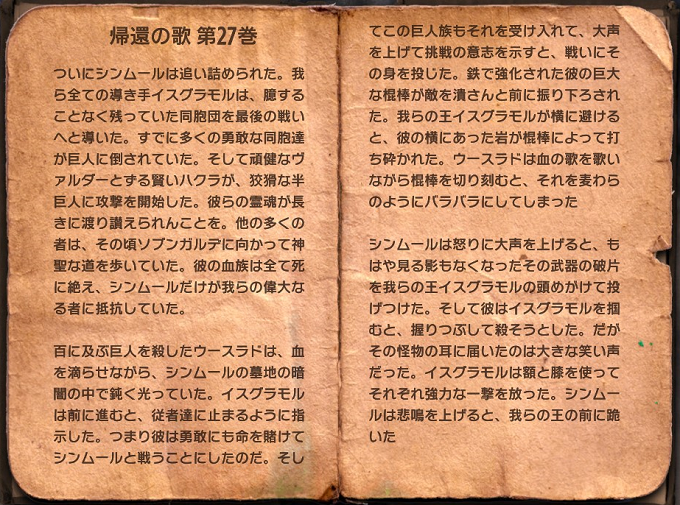 帰還の歌 第27巻
ついにシンムールは追い詰められた。我
ら全ての導き手イスグラモルは、臆する
ことなく残っていた同胞団を最後の戦い
へと導いた。すでに多くの勇敢な同胞達
が巨人に倒されていた。そして頑健なヴ
ァルダーとずる賢いハクラが、狡猾な半
巨人に攻撃を開始した。彼らの霊魂が長
きに渡り讃えられんことを。他の多くの
者は、その頃ソブンガルデに向かって神
聖な道を歩いていた。彼の血族は全て死
に絶え、シンムールだけが我らの偉大な
る者に抵抗していた。
百に及ぶ巨人を殺したウースラドは、血
を滴らせながら、シンムールの墓地の暗
闇の中で鈍く光っていた。イスグラモル
は前に進むと、従者達に止まるように指
示した。つまり彼は勇敢にも命を賭けて
シンムールと戦うことにしたのだ。そし
てこの巨人族もそれを受け入れて、大声
を上げて挑戦の意志を示すと、戦いにそ
の身を投じた。鉄で強化された彼の巨大
な棍棒が敵を潰さんと前に振り下ろされ
た。我らの王イスグラモルが横に避ける
と、彼の横にあった岩が棍棒によって打
ち砕かれた。ウースラドは血の歌を歌い
ながら棍棒を切り刻むと、それを麦わら
のようにバラバラにしてしまった
シンムールは怒りに大声を上げると、も
はや見る影もなくなったその武器の破片
を我らの王イスグラモルの頭めがけて投
げつけた。そして彼はイスグラモルを掴
むと、握りつぶして殺そうとした。だが
その怪物の耳に届いたのは大きな笑い声
だった。イスグラモルは額と膝を使って
それぞれ強力な一撃を放った。シンムー
ルは悲鳴を上げると、我らの王の前に跪
いた